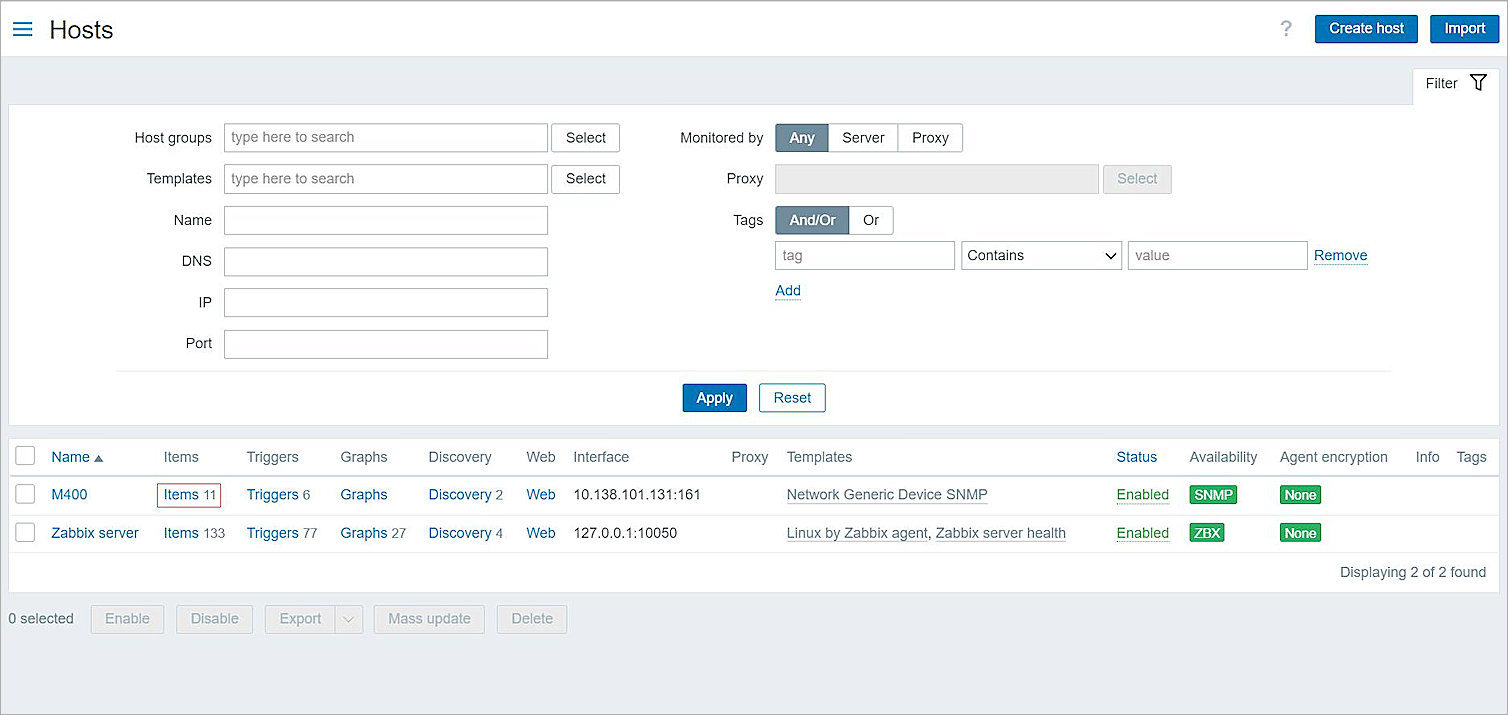 Hosts ? Create host Import
Filter
Host groups type here to search Select Monitored by Any Server Proxy
Templates type here to search Select Proxy Select
Name Tags And/Or Or
DNS tag Contains value Remove
IP Add
Port
Apply Reset
Name Items Triggers Graphs Discovery Web Interface Proxy Templates Status Availability Agent encryption Info Tags
M400 Items 11 Triggers 6 Graphs Discovery 2 Web 10.138.101.131:161 Network Generic Device SNMP Enabled SNMP None
Zabbix server Items 133 Triggers 77 Graphs 27 Discovery 4 Web 127.0.0.1:10050 Linux by Zabbix agent, Zabbix server health Enabled ZBX None
Displaying 2 of 2 found
0 selected Enable Disable Export Mass update Delete